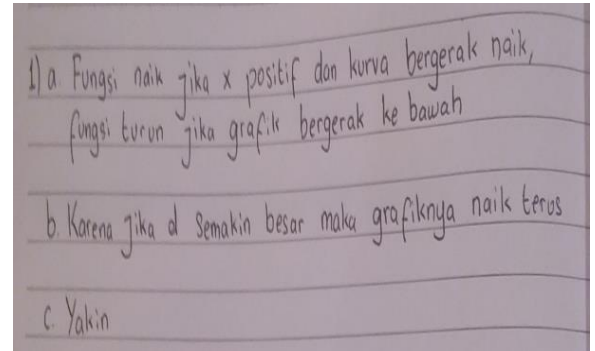 1) a. Fungsi naik jika x positif dan kurva bergerak naik,
fungsi turun jika grafik bergerak ke bawah
b. Karena jika d semakin besar maka grafiknya naik terus
c. Yakin